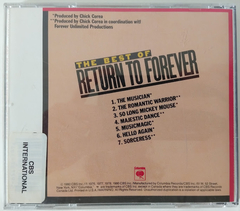 *Produced by Chick Corea
**Produced by Chick Corea in coordination with
Forever Unlimited Productions
THE BEST OF
RETURN TO FOREVER
1. THE MUSICIAN*
2. THE ROMANTIC WARRIOR**
3. SO LONG MICKEY MOUSE*
4. MAJESTIC DANCE**
5. MUSICMAGIC*
6. HELLO AGAIN*
7. SORCERESS**
CBS
INTERNATIONAL